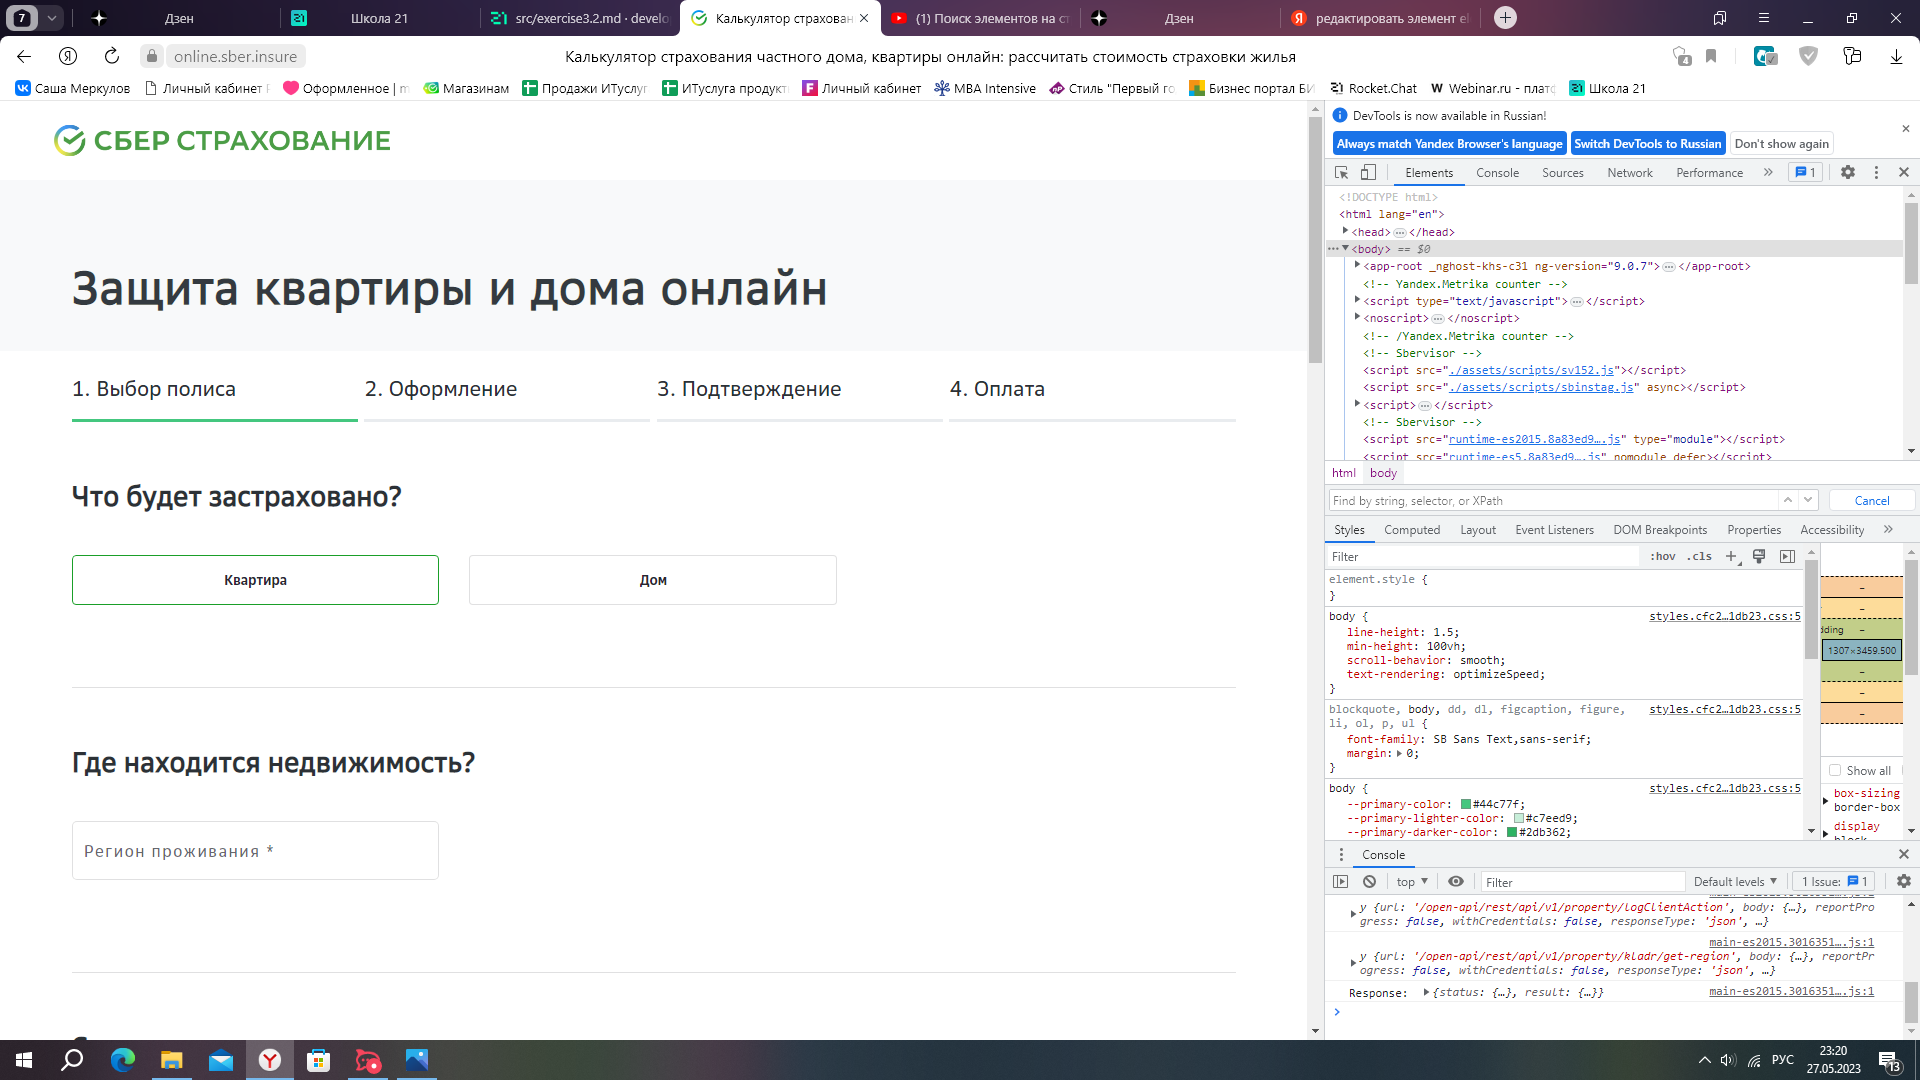 7
Дзен
Школа 21
src/exercise3.2.md · develo
Калькулятор страхован
(1) Поиск элементов на ст
Дзен
редактировать элемент el
online.sber.insure
Калькулятор страхования частного дома, квартиры онлайн: рассчитать стоимость страховки жилья
4
Саша Меркулов
Личный кабинет
Оформленное | m
Магазинам
Продажи ИТуслуг
ИТуслуга продукт
Личный кабинет
MBA Intensive
Стиль "Первый го
Бизнес портал БИ
Rocket.Chat
Webinar.ru - платф
Школа 21
СБЕР СТРАХОВАНИЕ
Защита квартиры и дома онлайн
1. Выбор полиса
2. Оформление
3. Подтверждение
4. Оплата
Что будет застраховано?
Квартира
Дом
Где находится недвижимость?
Регион проживания *
DevTools is now available in Russian!
Always match Yandex Browser's language
Switch DevTools to Russian
Don't show again
Elements
Console
Sources
Network
Performance
1
<!DOCTYPE html>
<html lang="en">
<head>…</head>
<body> == $0
<app-root _nghost-khs-c31 ng-version="9.0.7">…</app-root>
<!-- Yandex.Metrika counter -->
<script type="text/javascript">…</script>
<noscript>…</noscript>
<!-- /Yandex.Metrika counter -->
<!-- Sbervisor -->
<script src="./assets/scripts/sv152.js"></script>
<script src="./assets/scripts/sbinstag.js" async></script>
<script>…</script>
<!-- Sbervisor -->
<script src="runtime-es2015.8a83ed9….js" type="module"></script>
<script src="runtime-es5.8a83ed9….js" nomodule defer></script>
html
body
Find by string, selector, or XPath
Cancel
Styles
Computed
Layout
Event Listeners
DOM Breakpoints
Properties
Accessibility
Filter
:hov
.cls
element.style {
}
body {
styles.cfc2…1db23.css:5
line-height: 1.5;
min-height: 100vh;
scroll-behavior: smooth;
text-rendering: optimizeSpeed;
}
blockquote, body, dd, dl, figcaption, figure,
styles.cfc2…1db23.css:5
li, ol, p, ul {
font-family: SB Sans Text,sans-serif;
margin: 0;
}
body {
styles.cfc2…1db23.css:5
--primary-color: #44c77f;
--primary-lighter-color: #c7eed9;
--primary-darker-color: #2db362;
dding
1307×3459.500
Show all
box-sizing
border-box
display
block
Console
top
Filter
Default levels
1 Issue:
1
y {url: '/open-api/rest/api/v1/property/logClientAction', body: {…}, reportPro
gress: false, withCredentials: false, responseType: 'json', …}
main-es2015.3016351….js:1
y {url: '/open-api/rest/api/v1/property/kladr/get-region', body: {…}, reportPr
ogress: false, withCredentials: false, responseType: 'json', …}
Response: {status: {…}, result: {…}}
main-es2015.3016351….js:1
РУС
23:20
27.05.2023
13